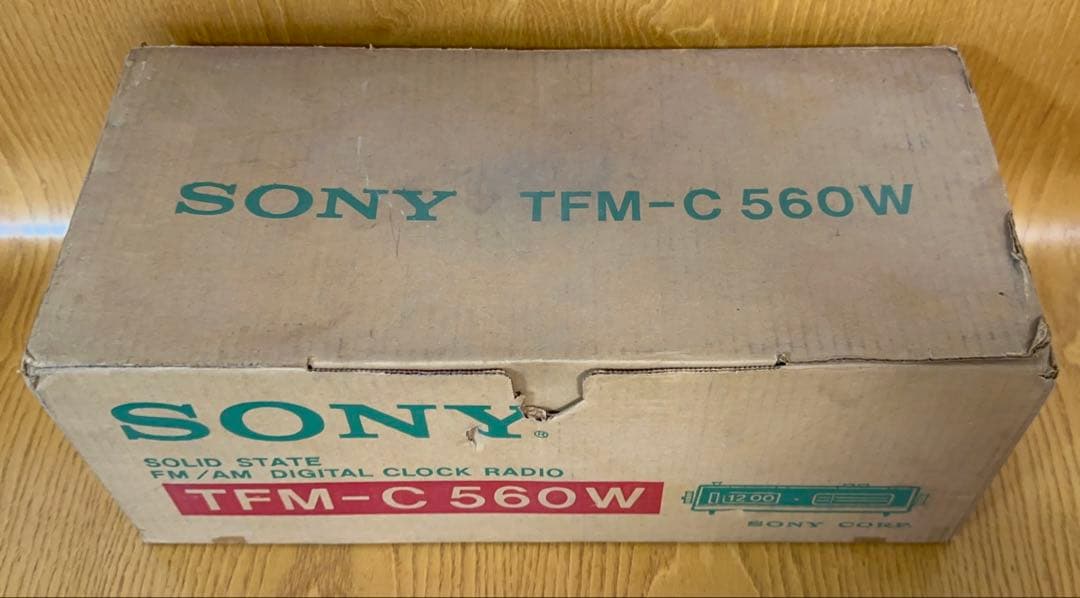 SONY TFM-C 560W
SONY®
SOLID STATE
FM/AM DIGITAL CLOCK RADIO
TFM-C 560W
12:00
SONY CORP.